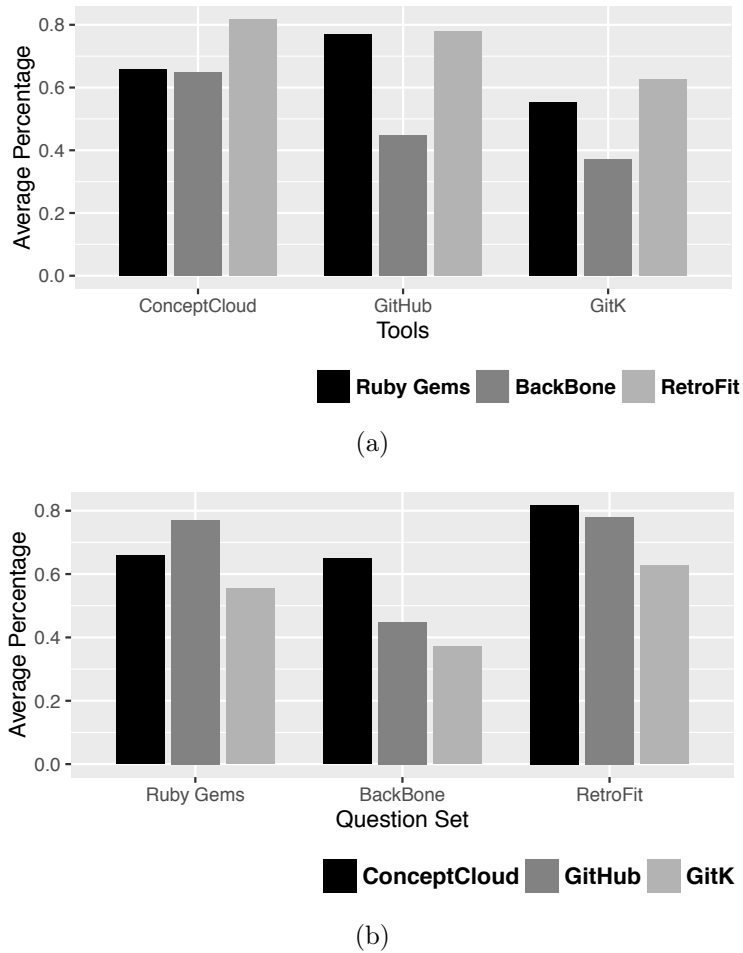 0.8
0.6
0.4
0.2
0.0
Average Percentage
ConceptCloud GitHub GitK
Tools
Ruby Gems BackBone RetroFit
(a)
0.8
0.6
0.4
0.2
0.0
Average Percentage
Ruby Gems BackBone RetroFit
Question Set
ConceptCloud GitHub GitK
(b)